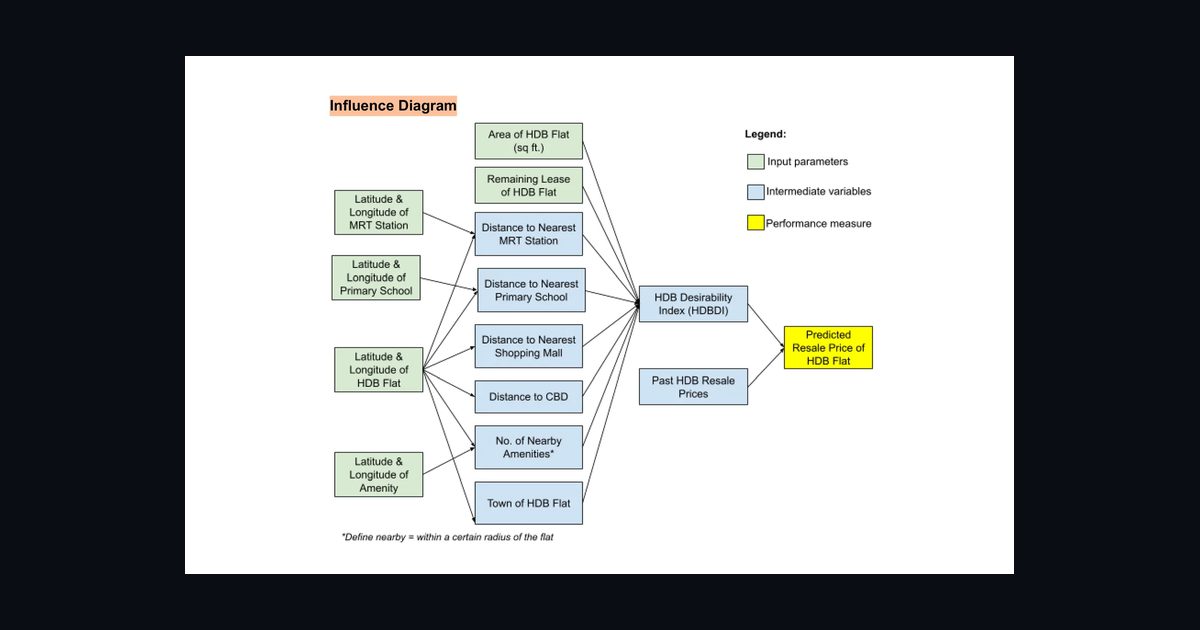 Influence Diagram
Area of HDB Flat
(sq ft.)
Remaining Lease
of HDB Flat
Latitude &
Longitude of
MRT Station
Distance to Nearest
MRT Station
Latitude &
Longitude of
Primary School
Distance to Nearest
Primary School
Distance to Nearest
Shopping Mall
Latitude &
Longitude of
HDB Flat
Distance to CBD
No. of Nearby
Amenities*
Latitude &
Longitude of
Amenity
Town of HDB Flat
*Define nearby = within a certain radius of the flat
HDB Desirability
Index (HDBDI)
Past HDB Resale
Prices
Predicted
Resale Price of
HDB Flat
Legend:
Input parameters
Intermediate variables
Performance measure